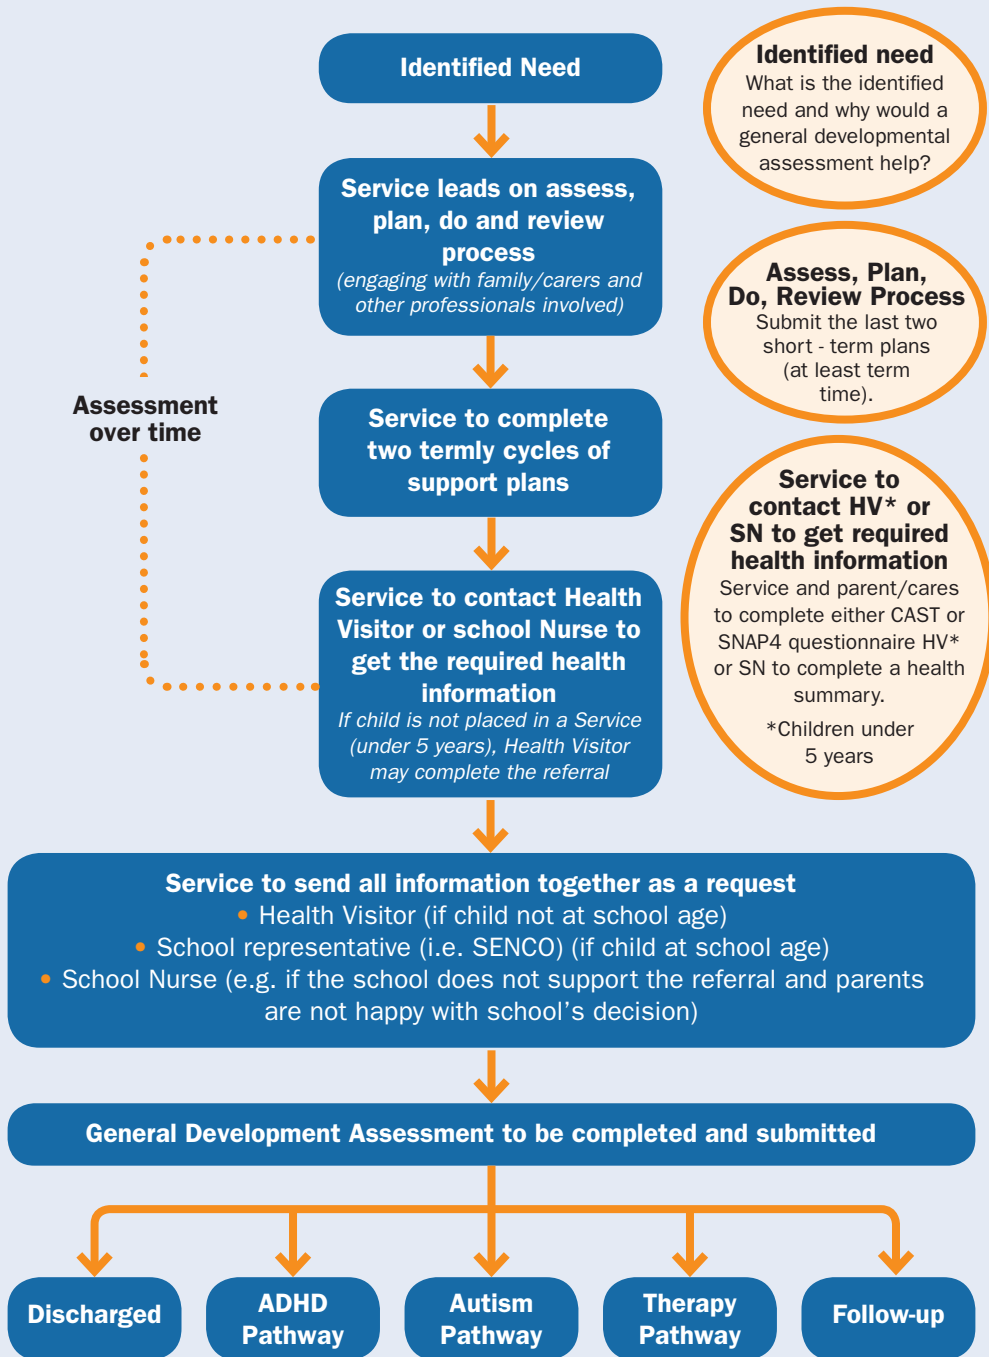 Identified Need
Identified need
What is the identified
need and why would a
general developmental
assessment help?
Service leads on assess,
plan, do and review
process
(engaging with family/carers and
other professionals involved)
Assess, Plan,
Do, Review Process
Submit the last two
short - term plans
(at least term
time).
Assessment
over time
Service to complete
two termly cycles of
support plans
Service to
contact HV* or
SN to get required
health information
Service and parent/cares
to complete either CAST or
SNAP4 questionnaire HV*
or SN to complete a health
summary.
*Children under
5 years
Service to contact Health
Visitor or school Nurse to
get the required health
information
If child is not placed in a Service
(under 5 years), Health Visitor
may complete the referral
Service to send all information together as a request
• Health Visitor (if child not at school age)
• School representative (i.e. SENCO) (if child at school age)
• School Nurse (e.g. if the school does not support the referral and parents
are not happy with school’s decision)
General Development Assessment to be completed and submitted
Discharged
ADHD
Pathway
Autism
Pathway
Therapy
Pathway
Follow-up